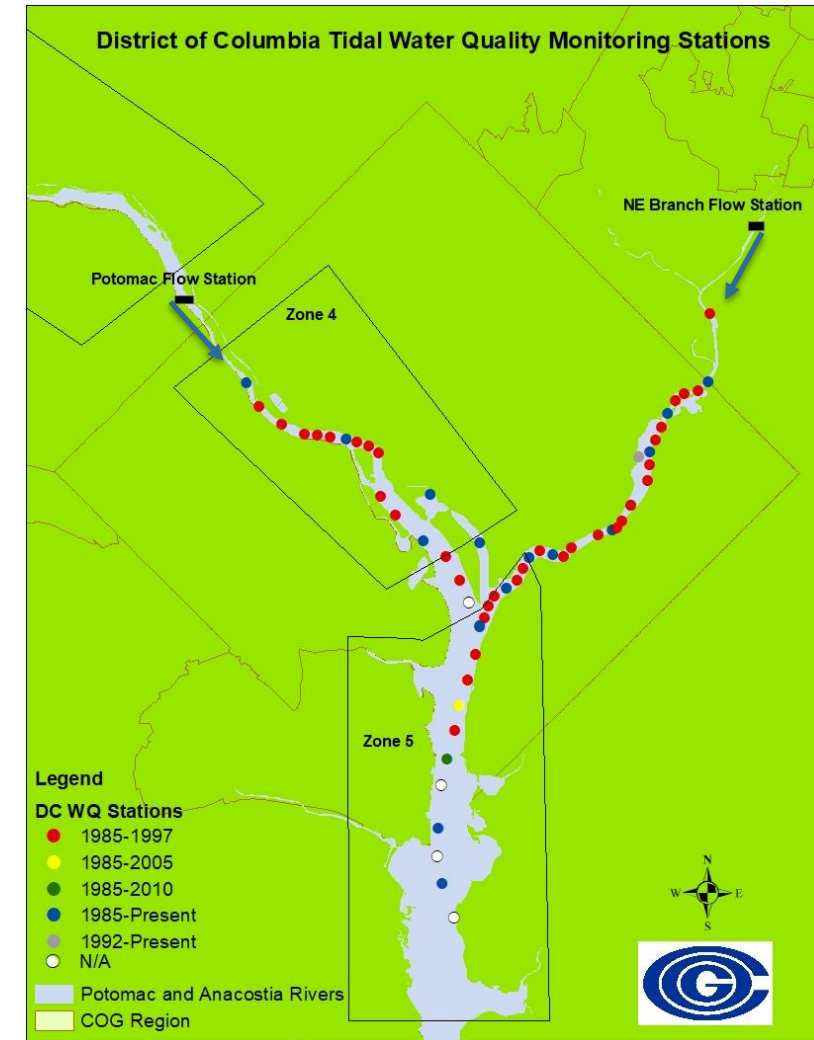 District of Columbia Tidal Water Quality Monitoring Stations
NE Branch Flow Station
Potomac Flow Station
Zone 4
Zone 5
Legend
DC WQ Stations
1985-1997
1985-2005
1985-2010
1985-Present
1992-Present
N/A
Potomac and Anacostia Rivers
COG Region
N
W E
S
COG